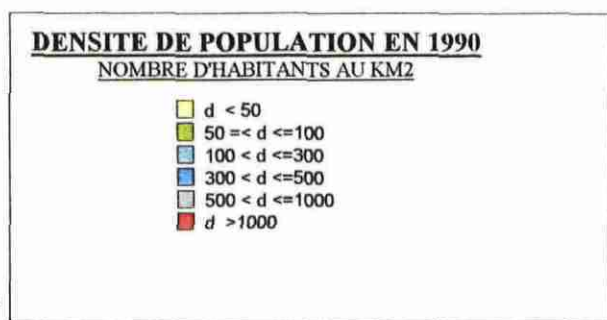 DENSITE DE POPULATION EN 1990
NOMBRE D'HABITANTS AU KM2
d < 50
50 =< d <=100
100 < d <=300
300 < d <=500
500 < d <=1000
d >1000